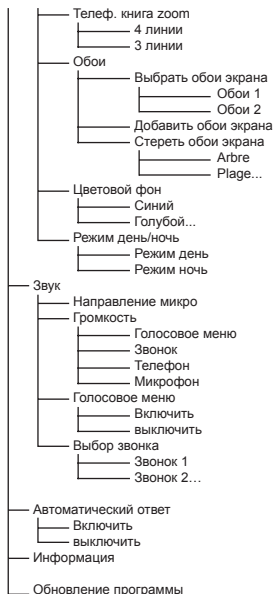 Телеф. книга zoom
4 линии
3 линии
Обои
Выбрать обои экрана
Обои 1
Обои 2
Добавить обои экрана
Стереть обои экрана
Arbre
Plage...
Цветовой фон
Синий
Голубой...
Режим день/ночь
Режим день
Режим ночь
Звук
Направление микро
Громкость
Голосовое меню
Звонок
Телефон
Микрофон
Голосовое меню
Включить
выключить
Выбор звонка
Звонок 1
Звонок 2…
Автоматический ответ
Включить
выключить
Информация
Обновление программы